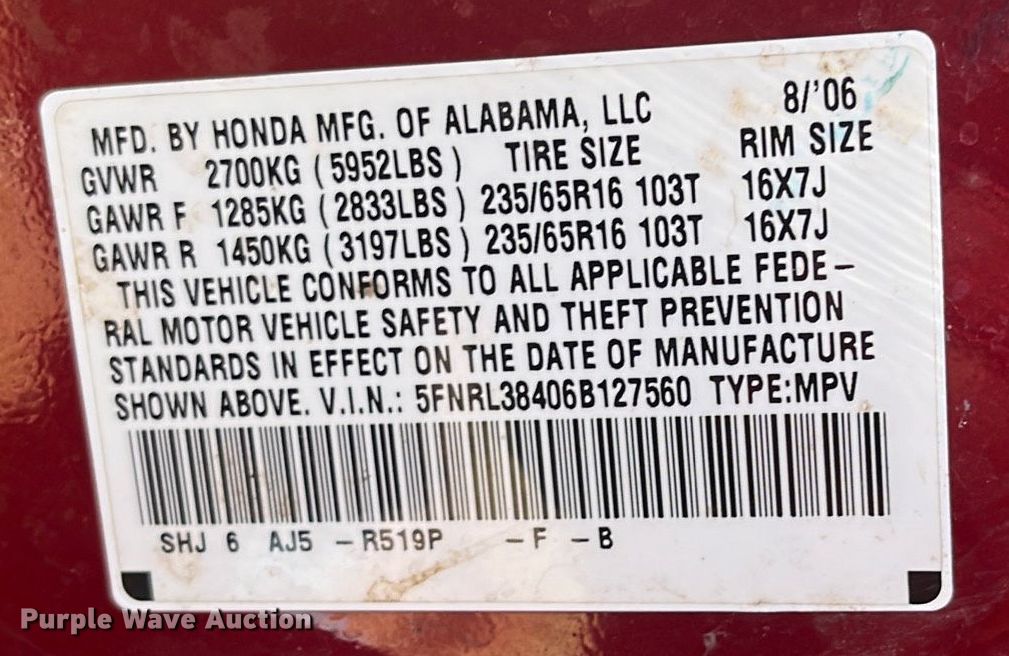 8/'06
MFD. BY HONDA MFG. OF ALABAMA, LLC
GVWR 2700KG (5952LBS) TIRE SIZE RIM SIZE
GAWR F 1285KG (2833LBS) 235/65R16 103T 16X7J
GAWR R 1450KG (3197LBS) 235/65R16 103T 16X7J
THIS VEHICLE CONFORMS TO ALL APPLICABLE FEDE-
RAL MOTOR VEHICLE SAFETY AND THEFT PREVENTION
STANDARDS IN EFFECT ON THE DATE OF MANUFACTURE
SHOWN ABOVE. V.I.N.: 5FNRL38406B127560 TYPE:MPV
SHJ 6 AJ5 -R519P -F -B
Purple Wave Auction